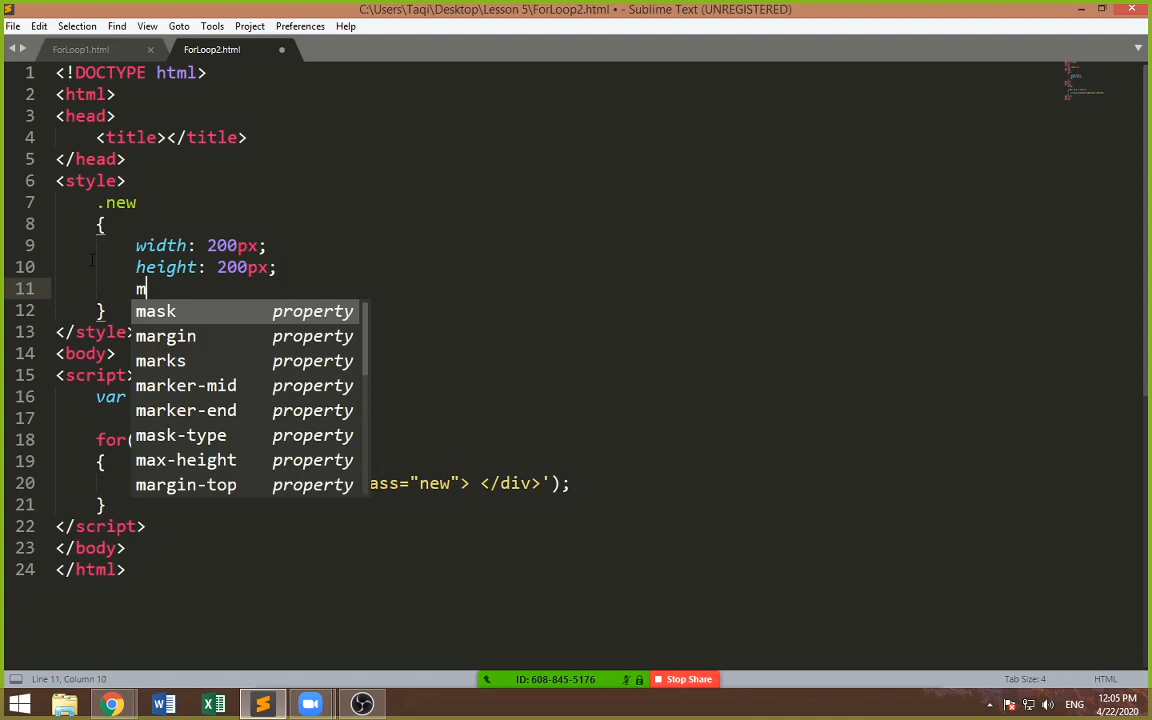 C:\Users\Taqi\Desktop\Lesson 5\ForLoop2.html • - Sublime Text (UNREGISTERED)
File Edit Selection Find View Goto Tools Project Preferences Help
ForLoop1.html ForLoop2.html
1 <!DOCTYPE html>
2 <html>
3 <head>
4 <title></title>
5 </head>
6 <style>
7 .new
8 {
9 width: 200px;
10 height: 200px;
11 m
mask property
12 }
margin property
13 </style>
14 <body>
marks property
15 <script>
marker-mid property
16 var
marker-end property
17
mask-type property
18 for(
max-height property
19 {
20 ass="new"> </div>');
margin-top property
21 }
22 </script>
23 </body>
24 </html>
Line 11, Column 10 ID: 608-845-5176 Stop Share Tab Size: 4 HTML
ENG 12:05 PM
4/22/2020